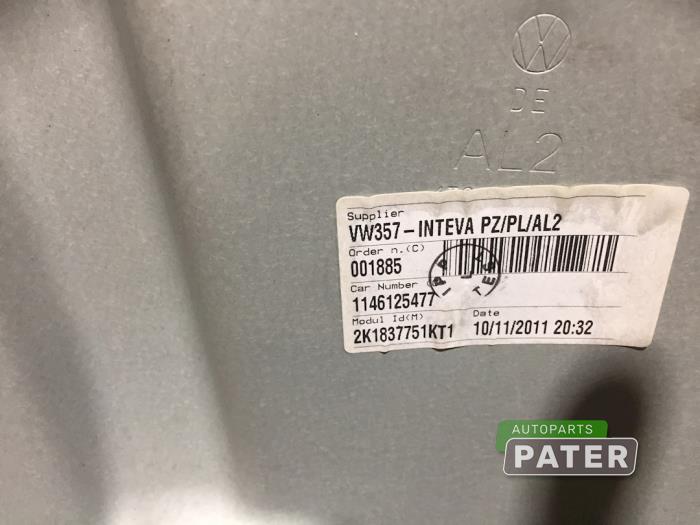 DE
AL2
Supplier
VW357-INTEVA PZ/PL/AL2
Order n.(C)
001885
Car Number
1146125477
Modul Id(M)
2K1837751KT1
Date
10/11/2011 20:32
AUTOPARTS
PATER